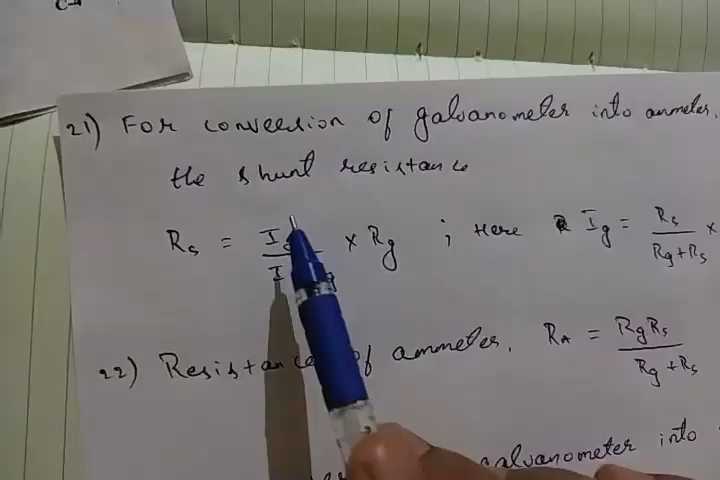 21) For conversion of galvanometer into ammeter,
the shunt resistance
Rs = I / I × Rg ; Here Ig = Rs / Rg + Rs ×
22) Resistance of ammeter, RA = RgRs / Rg + Rs
galvanometer into